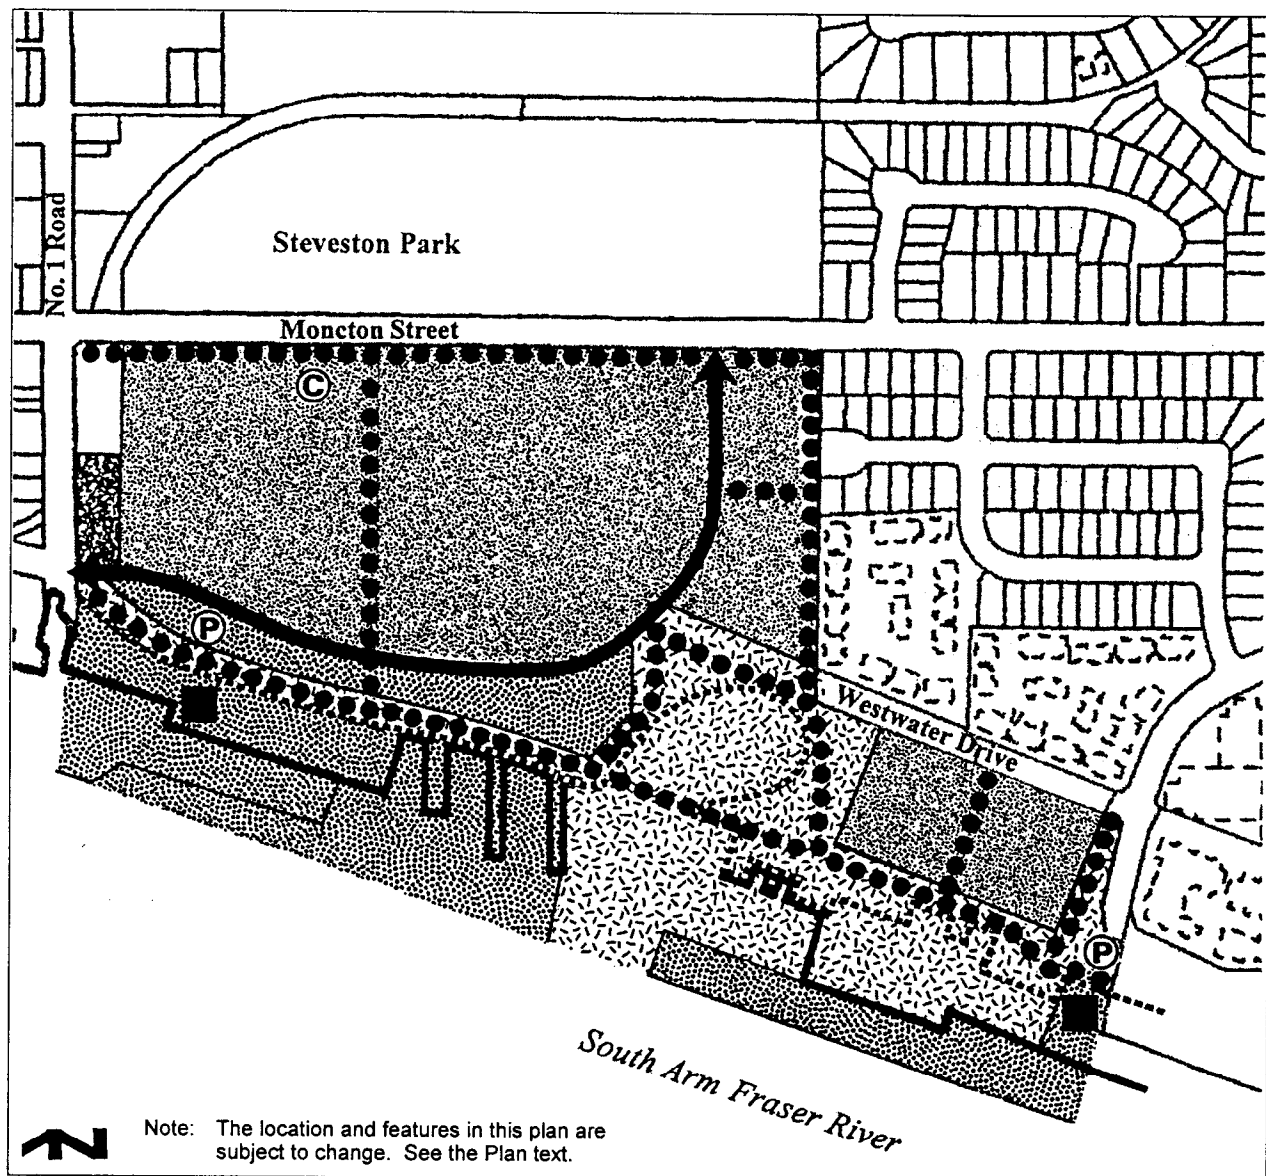 No. 1 Road
Steveston Park
Moncton Street
C
P
Westwater Drive
P
South Arm Fraser River
N
Note: The location and features in this plan are
subject to change. See the Plan text.